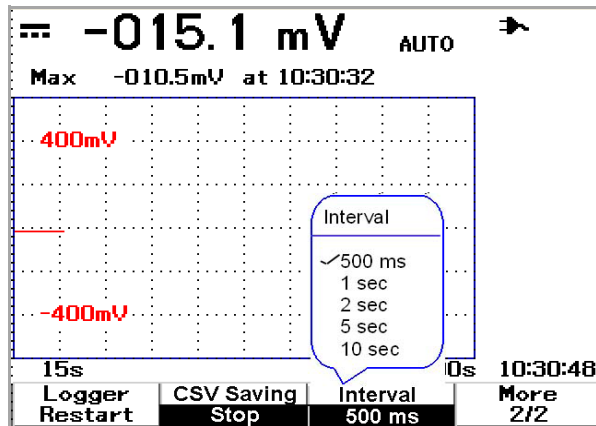 -015.1 mV AUTO
Max -010.5mV at 10:30:32
400mV
-400mV
Interval
✓500 ms
1 sec
2 sec
5 sec
10 sec
15s 0s 10:30:48
Logger Restart
CSV Saving Stop
Interval 500 ms
More 2/2